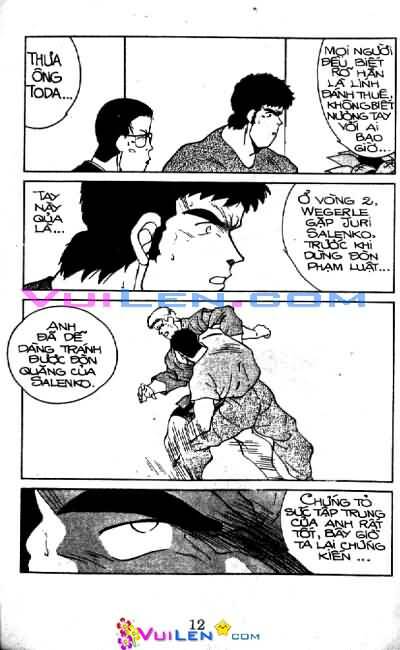 THƯA
ÔNG
TODA...
MỌI NGƯỜI
ĐỀU BIẾT
RÕ HẮN
LÀ LÍNH
ĐÁNH THUÊ,
KHÔNG BIẾT
NƯƠNG TAY
VỚI AI
BAO
GIỜ...
TAY
NÀY
QỦA
LÀ...
Ở VÒNG 2,
WEGERLE
GẶP JURI
SALENKO,
TRƯỚC KHI
DÙNG BỐN
PHẠM LUẬT...
VUILEN.COM
ANH
ĐÃ DỄ
DÀNG TRÁNH
ĐƯỢC ĐÒN
QUĂNG CỦA
SALENKO.
CHỨNG TỎ
SỨC TẬP TRUNG
CỦA ANH RẤT
TỐT, BÂY GIỜ
TA LẠI CHỨNG
KIẾN ...
12
VUILEN.COM